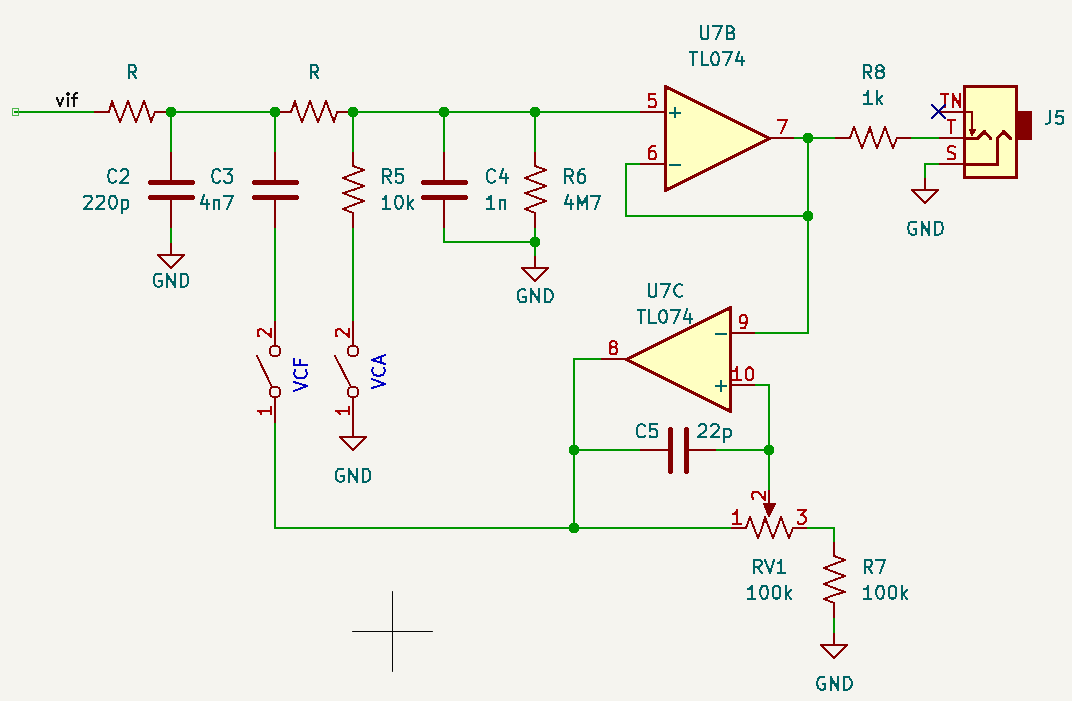 U7B
TL074
R
R
R8
1k
vif
5
+
7
TN
T
S
J5
6
−
C2
220p
C3
4n7
R5
10k
C4
1n
R6
4M7
GND
GND
GND
U7C
TL074
8
9
−
10
+
2
VCF
1
2
VCA
1
GND
C5
22p
2
1
3
RV1
100k
R7
100k
GND